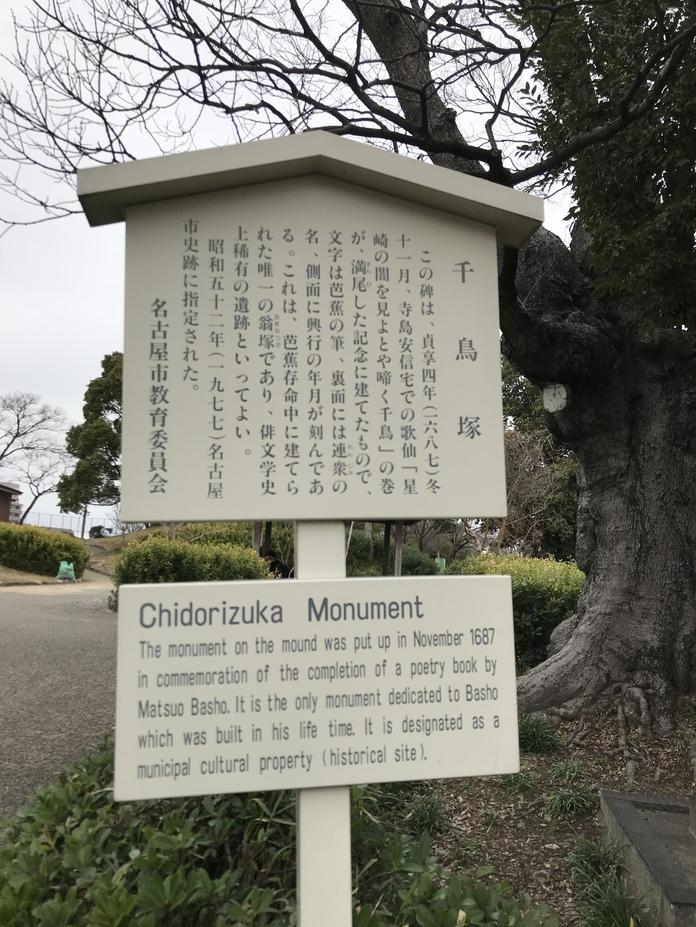 千鳥塚
この碑は、貞享四年(一六八七)冬
十一月、寺島安信宅での歌仙「星
崎の闇を見よとや啼く千鳥」の巻
が、満尾した記念に建てたもので、
文字は芭蕉の筆、裏面には連衆の
名、側面に興行の年月が刻んであ
る。これは、芭蕉存命中に建てら
れた唯一の翁塚であり、俳文学史
上稀有の遺跡といってよい。
昭和五十二年(一九七七)名古屋
市史跡に指定された。
名古屋市教育委員会
Chidorizuka Monument
The monument on the mound was put up in November 1687
in commemoration of the completion of a poetry book by
Matsuo Basho. It is the only monument dedicated to Basho
which was built in his life time. It is designated as a
municipal cultural property (historical site).